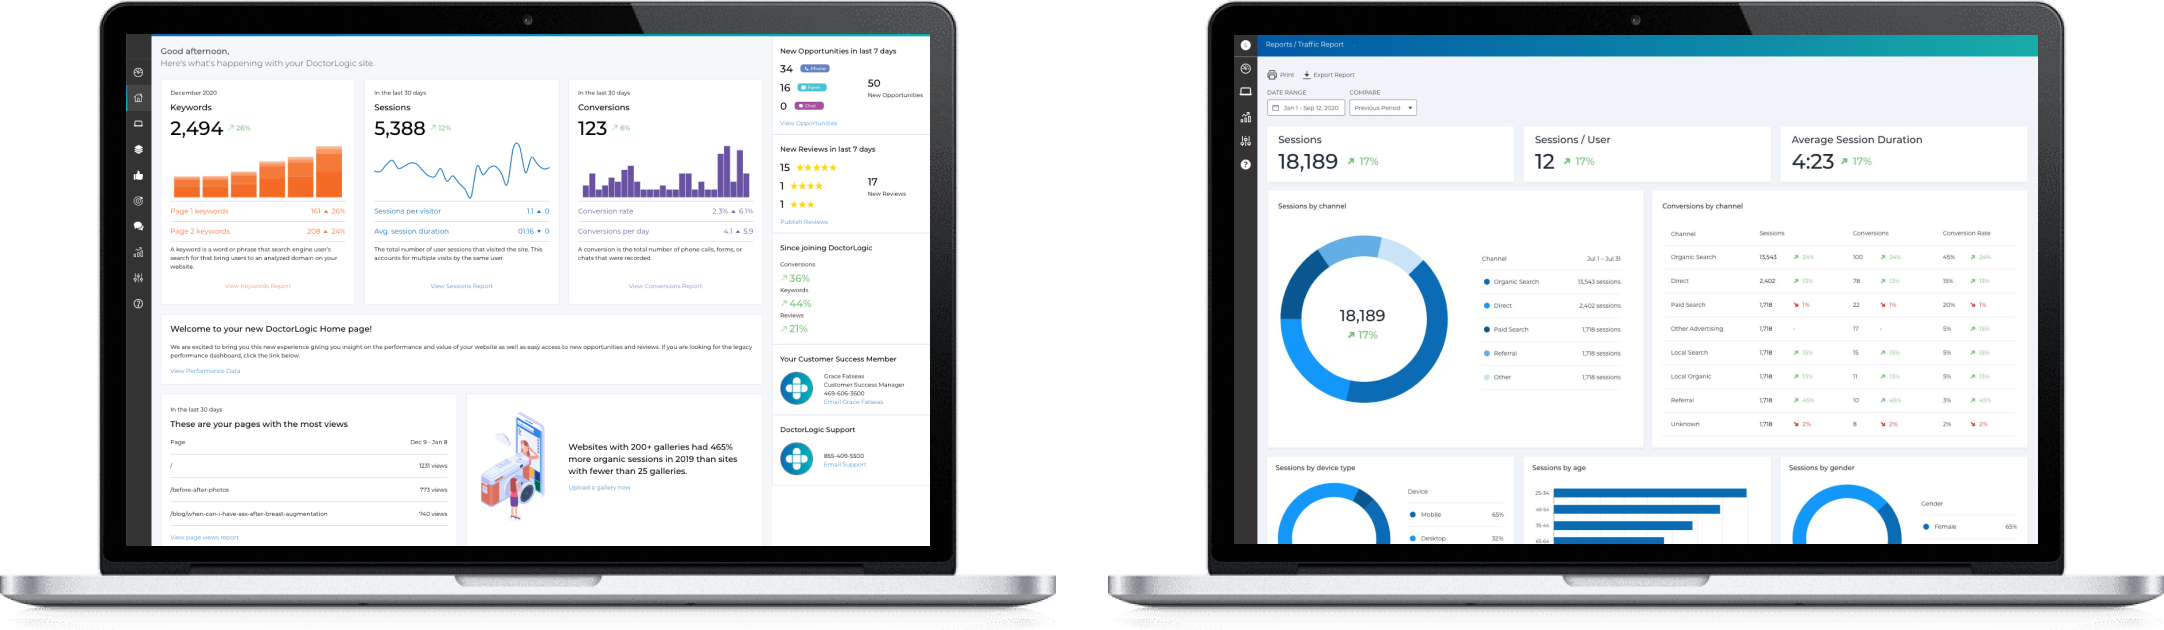 Good afternoon,
Here's what's happening with your DoctorLogic site.
December 2020
Keywords
2,494 26%
Page 1 keywords 161 ▲ 26%
Page 2 keywords 208 ▲ 24%
A keyword is a word or phrase that search engine user's
search for that bring users to an analyzed domain on your
website.
View Keywords Report
In the last 30 days
Sessions
5,388 12%
Sessions per visitor 1.1 ▲ 0
Avg. session duration 01:16 ▼ 0
The total number of user sessions that visited the site. This
accounts for multiple visits by the same user.
View Sessions Report
In the last 30 days
Conversions
123 6%
Conversion rate 2.3% ▲ 6.1%
Conversions per day 4.1 ▲ 5.9
A conversion is the total number of phone calls, forms, or
chats that were recorded.
View Conversions Report
Welcome to your new DoctorLogic Home page!
We are excited to bring you this new experience giving you insight on the performance and value of your website as well as easy access to new opportunities and reviews. If you are looking for the legacy
performance dashboard, click the link below.
View Performance Data
In the last 30 days
These are your pages with the most views
Page Dec 9 - Jan 8
/ 1231 views
/before-after-photos 773 views
/blog/when-can-i-have-sex-after-breast-augmentation 740 views
View page views report
Websites with 200+ galleries had 465%
more organic sessions in 2019 than sites
with fewer than 25 galleries.
Upload a gallery now
New Opportunities in last 7 days
34 Phone
16 Form
0 Chat
50
New Opportunities
View Opportunities
New Reviews in last 7 days
15
1
1
17
New Reviews
Publish Reviews
Since joining DoctorLogic
Conversions
36%
Keywords
44%
Reviews
21%
Your Customer Success Member
Grace Fatseas
Customer Success Manager
469-606-3600
Email Grace Fatseas
DoctorLogic Support
855-409-5500
Email Support
Reports / Traffic Report
Print Export Report
DATE RANGE COMPARE
Jan 1 - Sep 12, 2020 Previous Period
Sessions
18,189 17%
Sessions / User
12 17%
Average Session Duration
4:23 17%
Sessions by channel
18,189
17%
Channel Jul 1 - Jul 31
Organic Search 13,543 sessions
Direct 2,402 sessions
Paid Search 1,718 sessions
Referral 1,718 sessions
Other 1,718 sessions
Conversions by channel
Channel Sessions Conversions Conversion Rate
Organic Search 13,543 24% 100 24% 45% 24%
Direct 2,402 13% 78 13% 15% 13%
Paid Search 1,718 1% 22 1% 20% 1%
Other Advertising 1,718 - 17 - 5% 15%
Local Search 1,718 15% 15 15% 5% 15%
Local Organic 1,718 13% 11 13% 5% 13%
Referral 1,718 45% 10 45% 3% 45%
Unknown 1,718 2% 8 2% 2% 2%
Sessions by device type
Device
Mobile 65%
Desktop 32%
Sessions by age
25-34
45-54
35-44
65-64
Sessions by gender
Gender
Female 65%